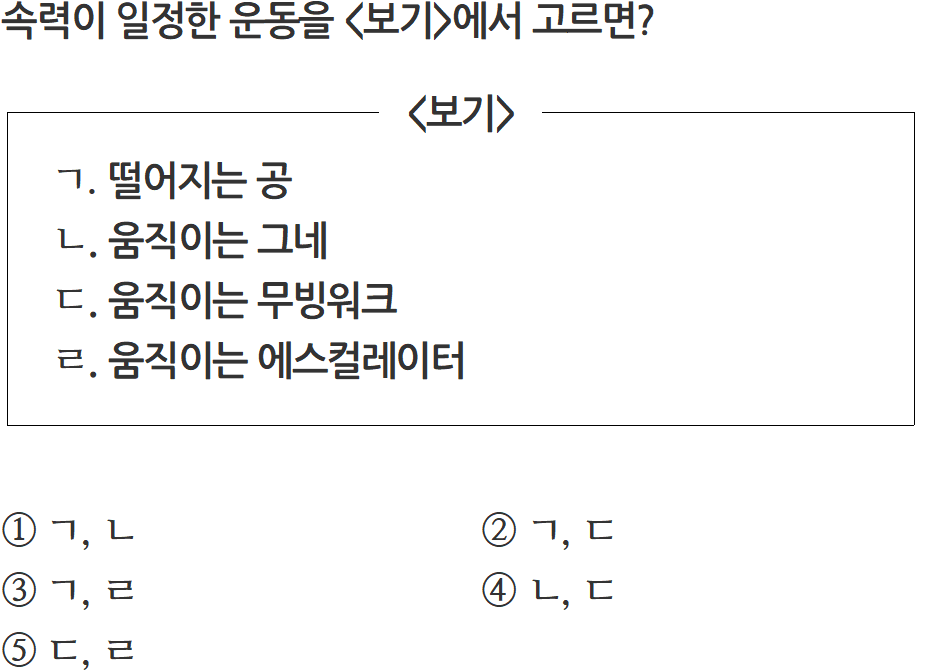 속력이 일정한 운동을 <보기>에서 고르면?
<보기>
ㄱ. 떨어지는 공
ㄴ. 움직이는 그네
ㄷ. 움직이는 무빙워크
ㄹ. 움직이는 에스컬레이터
① ㄱ, ㄴ ② ㄱ, ㄷ
③ ㄱ, ㄹ ④ ㄴ, ㄷ
⑤ ㄷ, ㄹ